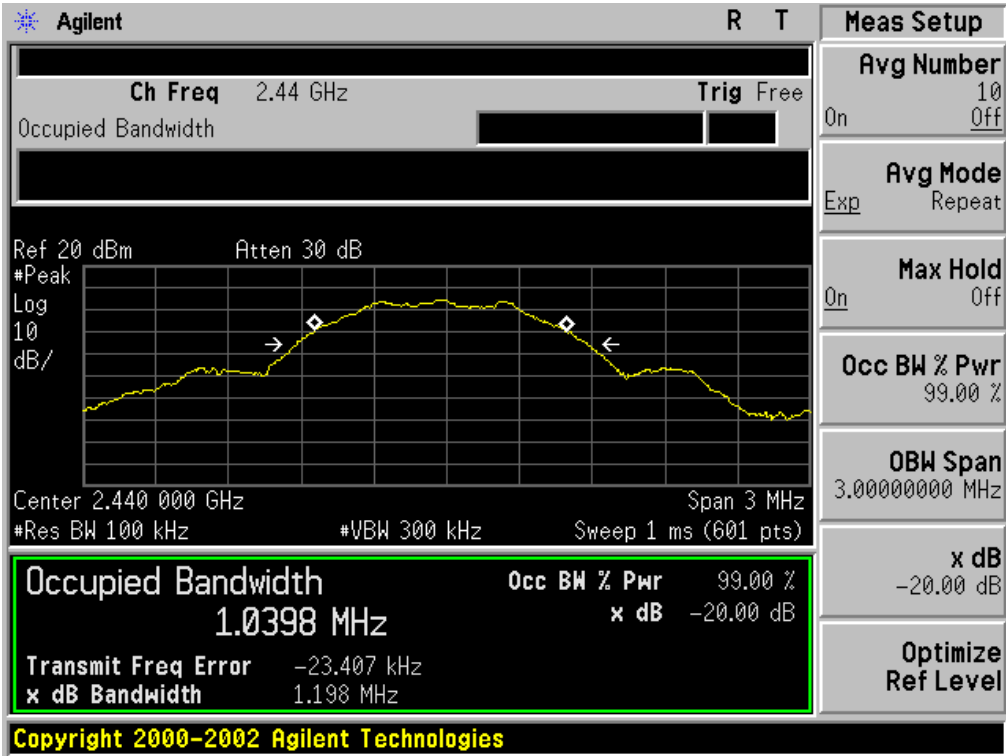 Agilent R T
Ch Freq 2.44 GHz Trig Free
Occupied Bandwidth
Ref 20 dBm Atten 30 dB
#Peak
Log
10
dB/
Center 2.440 000 GHz Span 3 MHz
#Res BW 100 kHz #VBW 300 kHz Sweep 1 ms (601 pts)
Occupied Bandwidth
1.0398 MHz
Occ BW % Pwr 99.00 %
x dB -20.00 dB
Transmit Freq Error -23.407 kHz
x dB Bandwidth 1.198 MHz
Copyright 2000-2002 Agilent Technologies
Meas Setup
Avg Number
10
On Off
Avg Mode
Exp Repeat
Max Hold
On Off
Occ BW % Pwr
99.00 %
OBW Span
3.00000000 MHz
x dB
-20.00 dB
Optimize
Ref Level